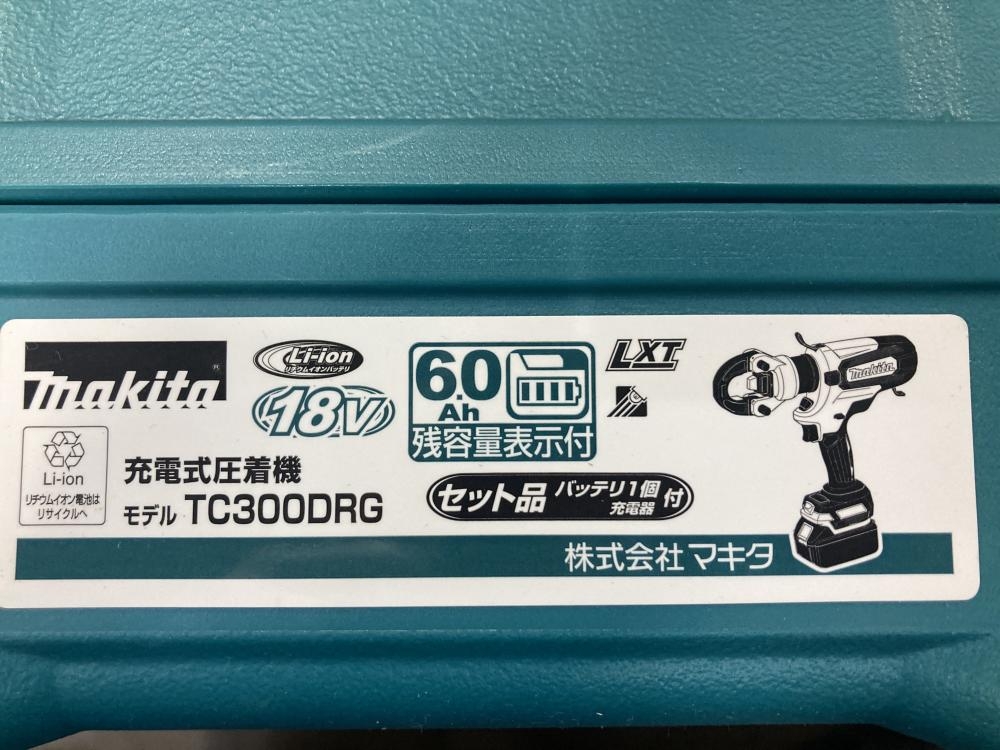 makita®
Li-ion
リチウムイオンバッテリ
18V
6.0
Ah
残容量表示付
LXT
Li-ion
リチウムイオン電池は
リサイクルへ
充電式圧着機
モデル TC300DRG
セット品 バッテリ1個 付
充電器
makita
株式会社 マキタ